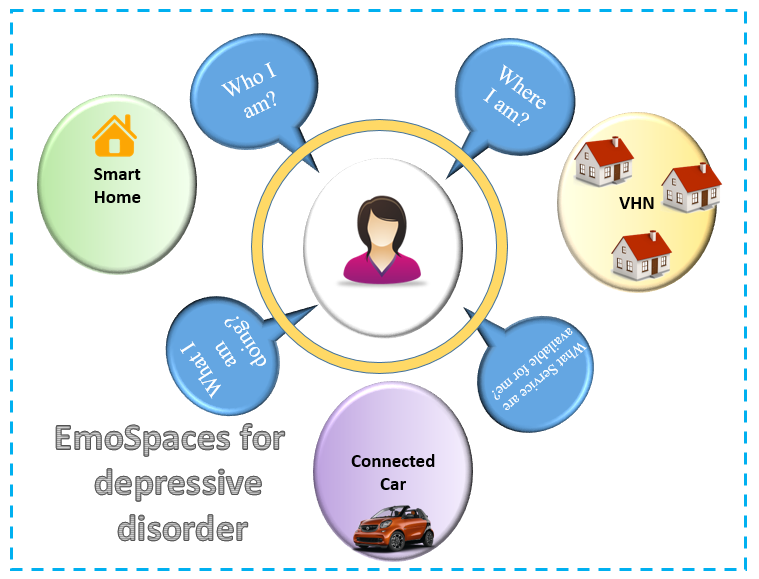 Who I
am?
Where
I am?
Smart
Home
VHN
What I
am
doing?
What Service are
available for me?
Connected
Car
EmoSpaces for
depressive
disorder